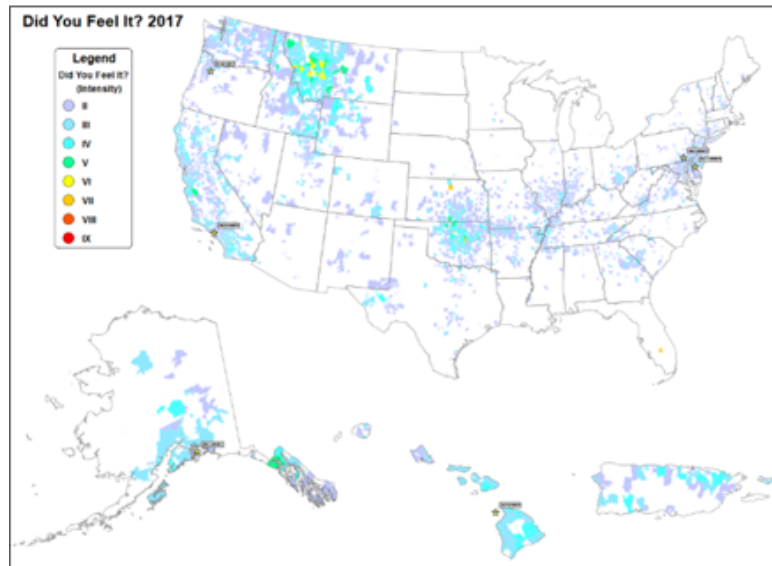 Did You Feel It? 2017
Legend
Did You Feel It?
(Intensity)
II
III
IV
V
VI
VII
VIII
IX